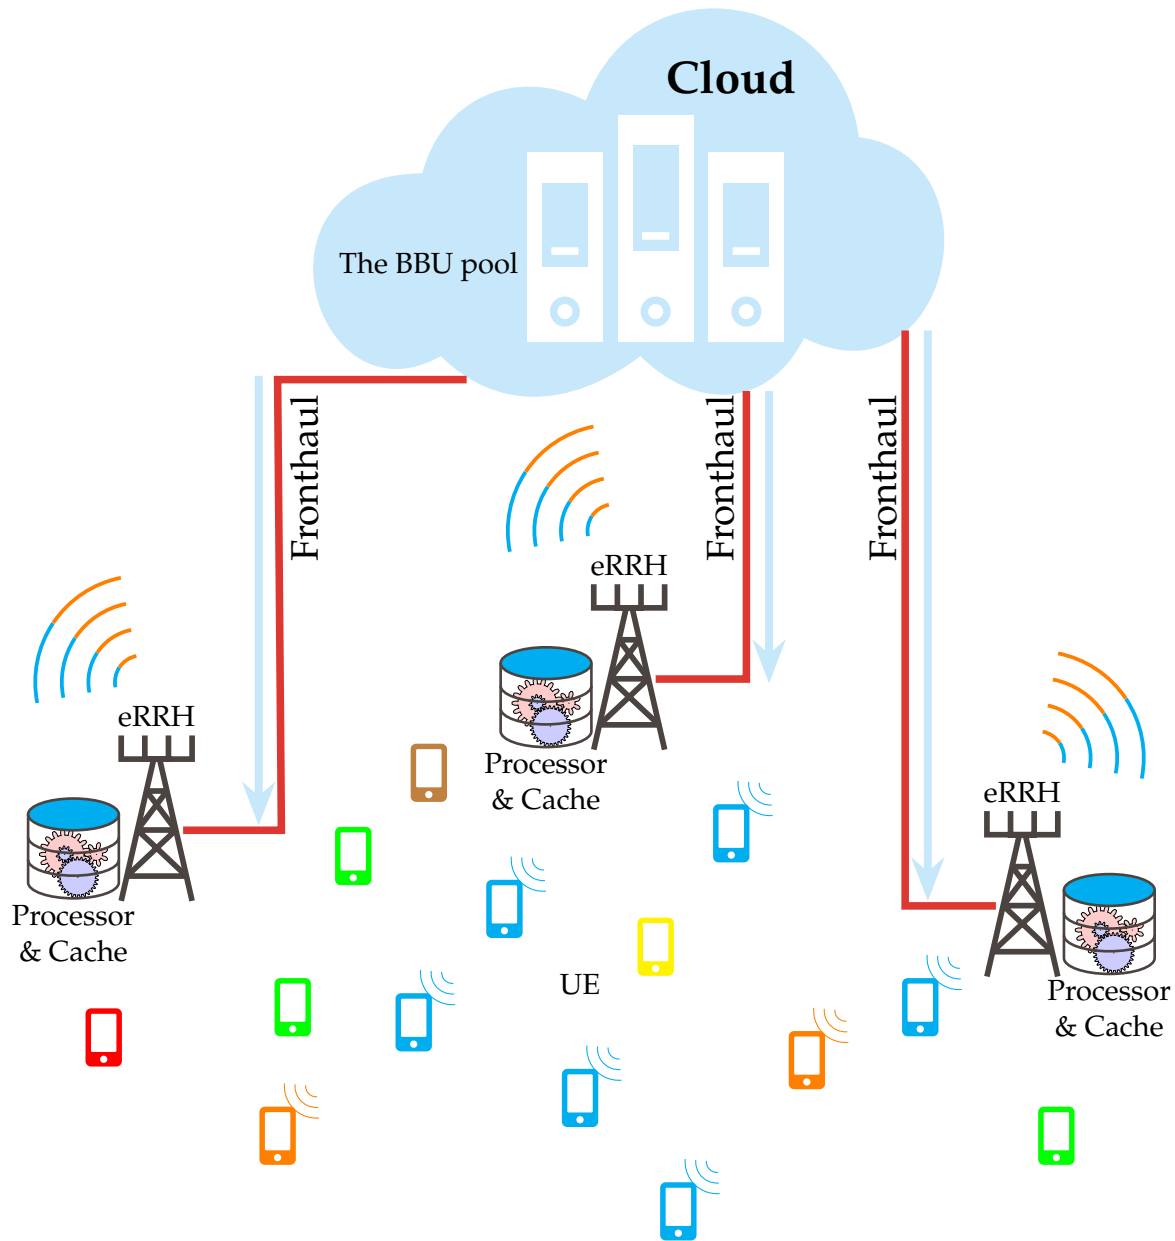 Cloud
The BBU pool
Fronthaul
Fronthaul
Fronthaul
eRRH
eRRH
Processor
& Cache
eRRH
Processor
& Cache
UE
Processor
& Cache